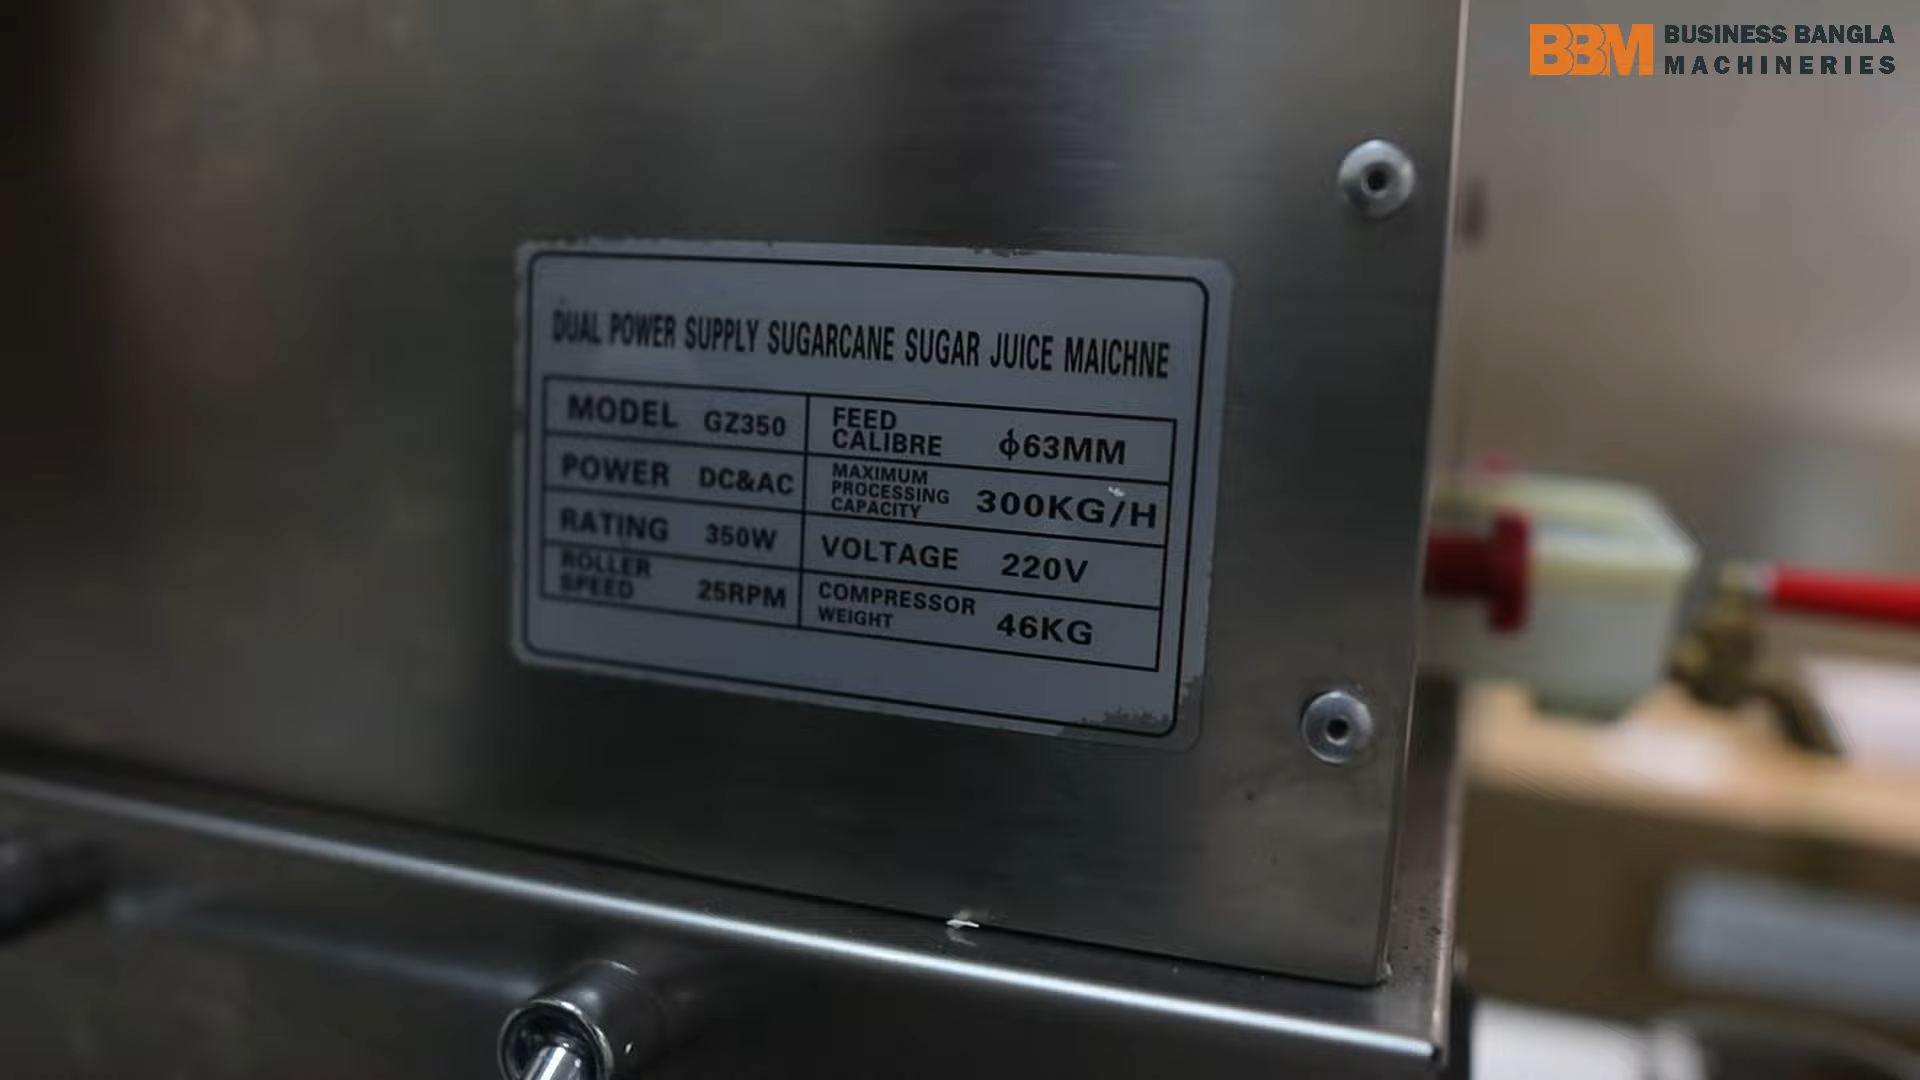 BBM BUSINESS BANGLA
MACHINERIES
DUAL POWER SUPPLY SUGARCANE SUGAR JUICE MAICHNE
MODEL GZ350
FEED CALIBRE ϕ63MM
POWER DC&AC
MAXIMUM PROCESSING CAPACITY 300KG/H
RATING 350W
VOLTAGE 220V
ROLLER SPEED 25RPM
COMPRESSOR WEIGHT 46KG